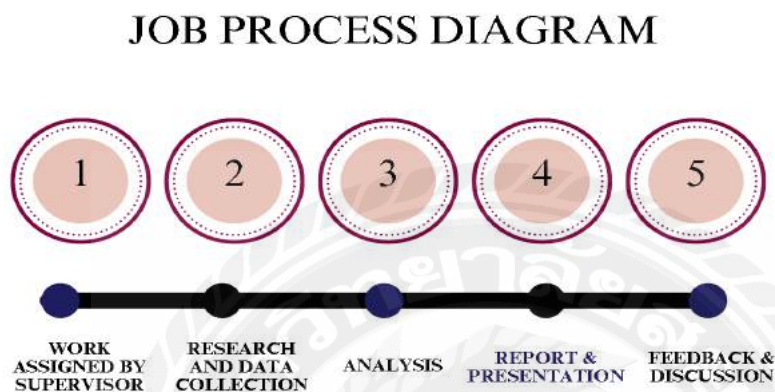 JOB PROCESS DIAGRAM
1 2 3 4 5
WORK
ASSIGNED BY
SUPERVISOR
RESEARCH
AND DATA
COLLECTION
ANALYSIS
REPORT &
PRESENTATION
FEEDBACK &
DISCUSSION